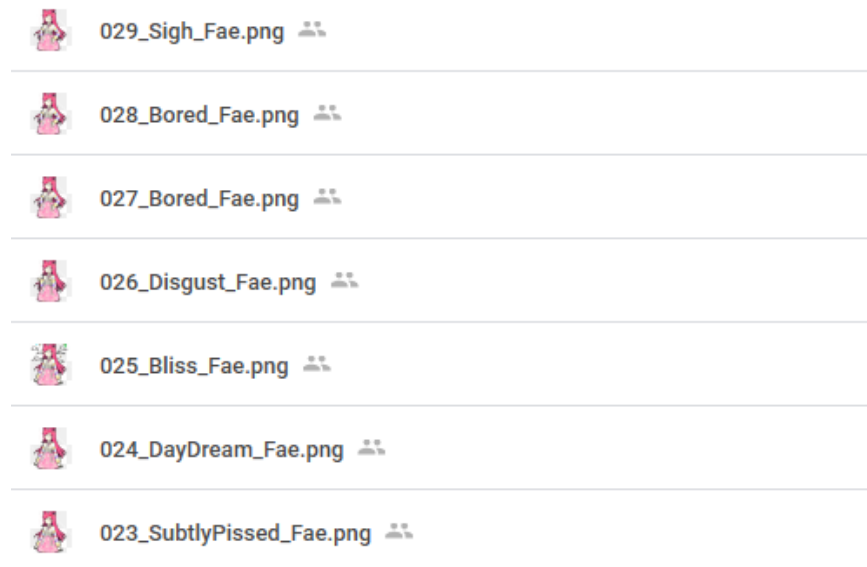 029_Sigh_Fae.png
028_Bored_Fae.png
027_Bored_Fae.png
026_Disgust_Fae.png
025_Bliss_Fae.png
024_DayDream_Fae.png
023_SubtlyPissed_Fae.png